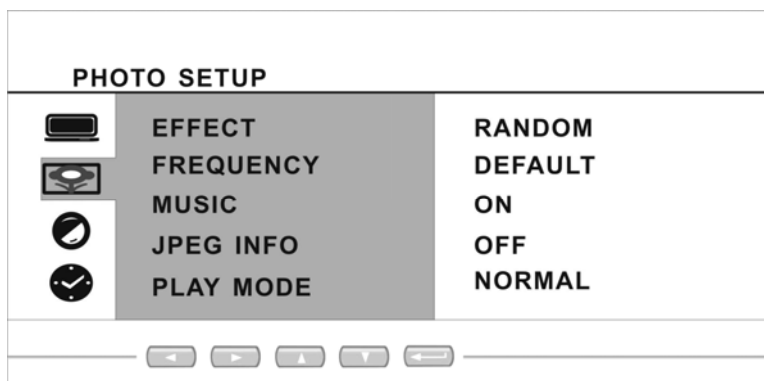 PHOTO SETUP
EFFECT RANDOM
FREQUENCY DEFAULT
MUSIC ON
JPEG INFO OFF
PLAY MODE NORMAL